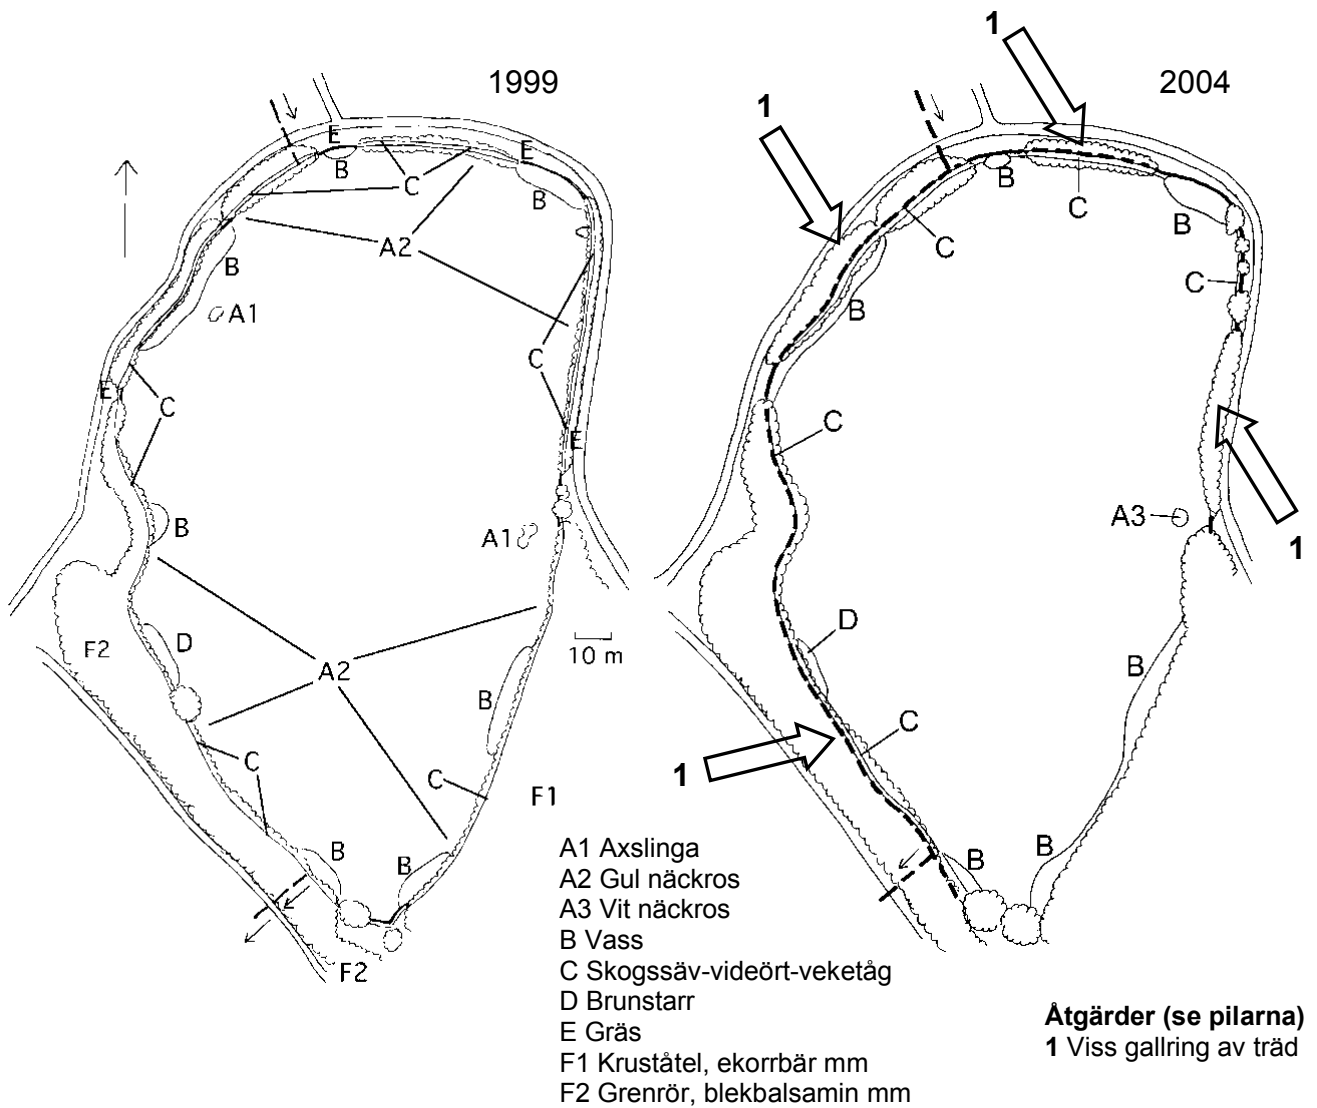 1999
2004
1
1
E
B
C
E
B
A2
B
A1
C
E
C
E
B
A1
D
F2
A2
10 m
B
C
C
F1
B
B
F2
B
C
B
C
C
B
C
A3
1
D
B
C
1
B
B
A1 Axslinga
A2 Gul näckros
A3 Vit näckros
B Vass
C Skogssäv-videört-veketåg
D Brunstarr
E Gräs
F1 Kruståtel, ekorrbär mm
F2 Grenrör, blekbalsamin mm
Åtgärder (se pilarna)
1 Viss gallring av träd